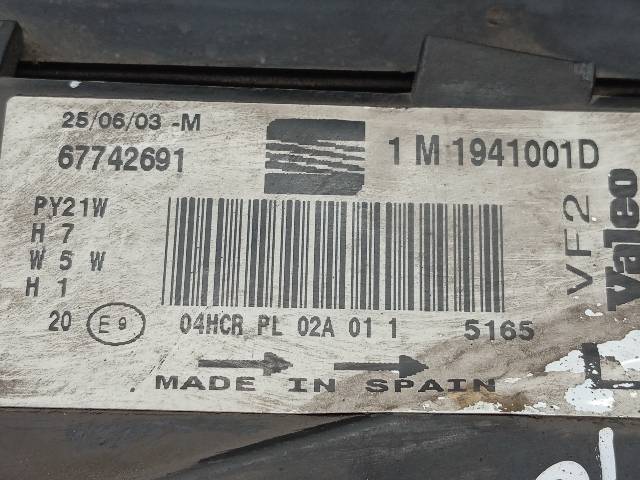 25/06/03 -M
67742691
1 M 1941001D
PY21W
H 7
W 5 W
H 1
20 E 9
04HCR PL 02A 01 1 5165
MADE IN SPAIN
VF2
Valeo